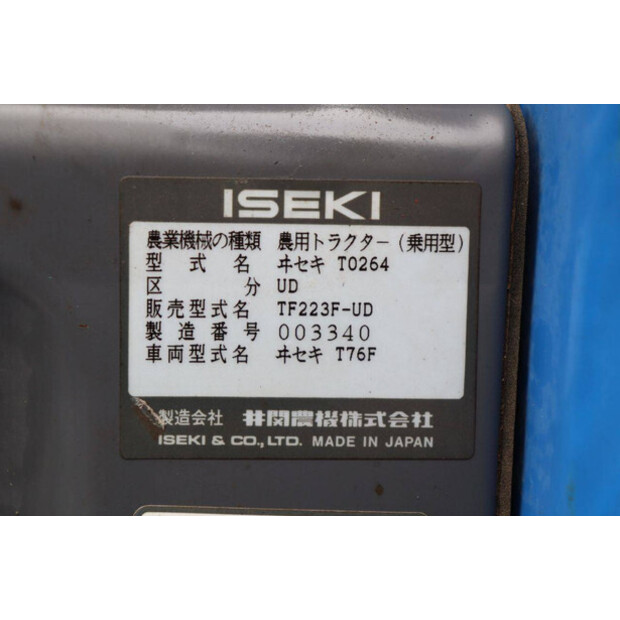 ISEKI
農業機械の種類 農用トラクター(乗用型)
型式名 ヰセキ T0264
区分 UD
販売型式名 TF223F-UD
製造番号 003340
車両型式名 ヰセキ T76F
製造会社 井関農機株式会社
ISEKI & CO., LTD. MADE IN JAPAN